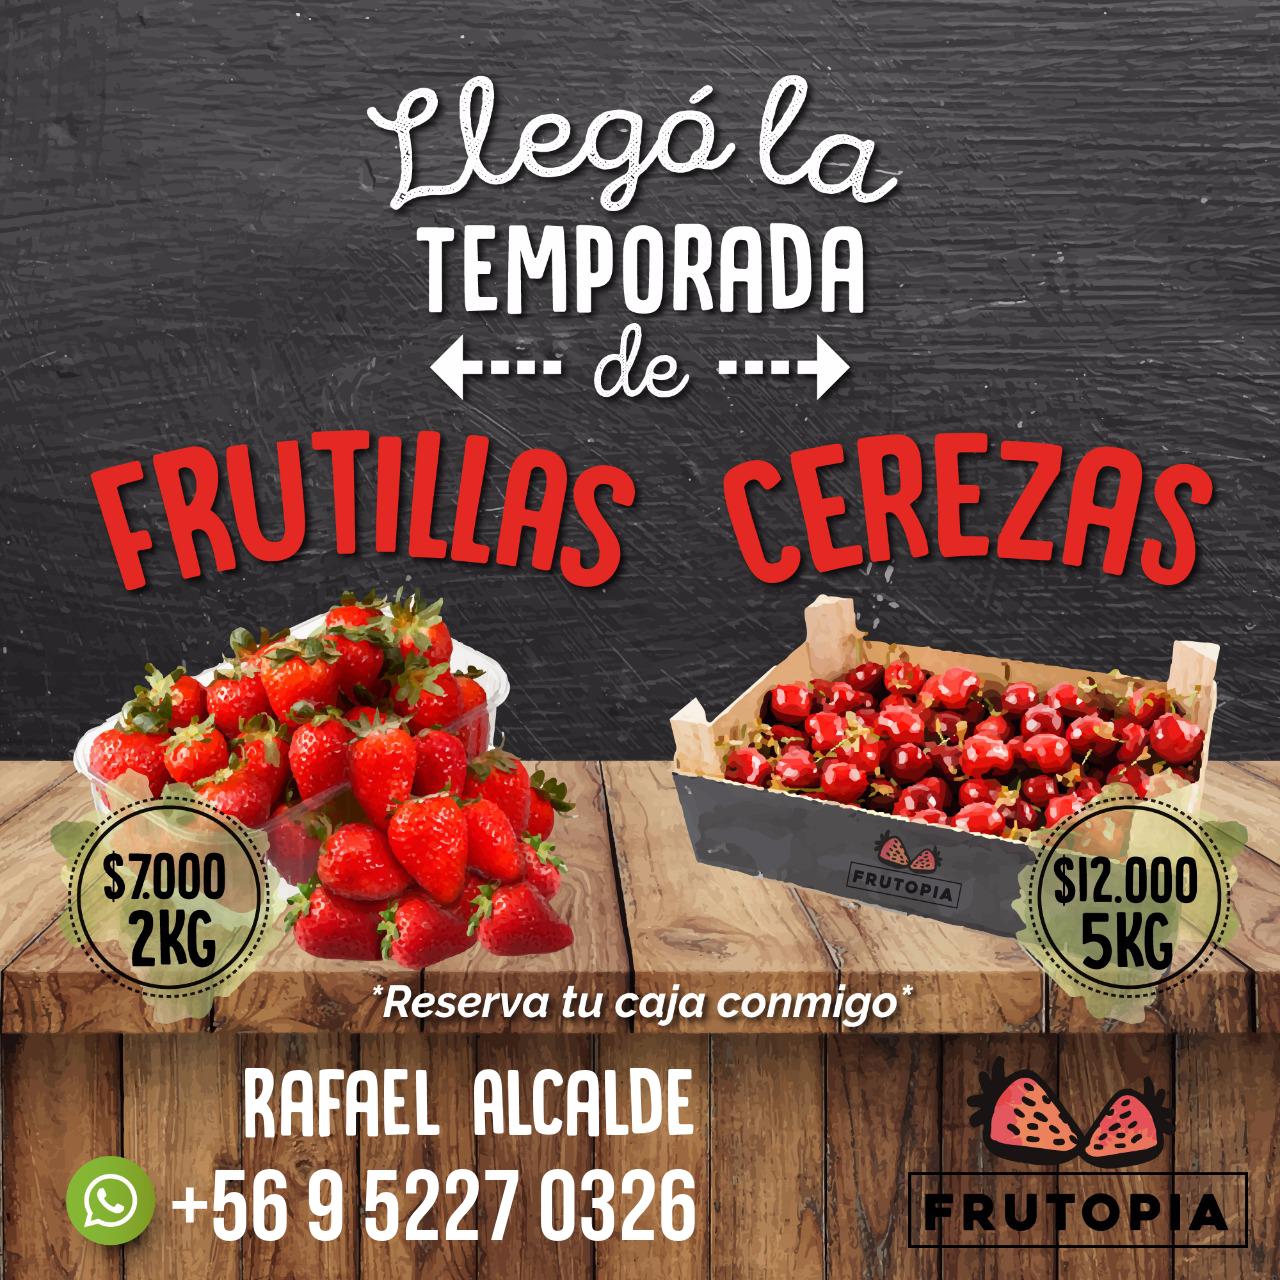 Llegó la
TEMPORADA
de
FRUTILLAS CEREZAS
$7.000
2KG
FRUTOPIA
$12.000
5KG
*Reserva tu caja conmigo*
RAFAEL ALCALDE
+56 9 5227 0326
FRUTOPIA